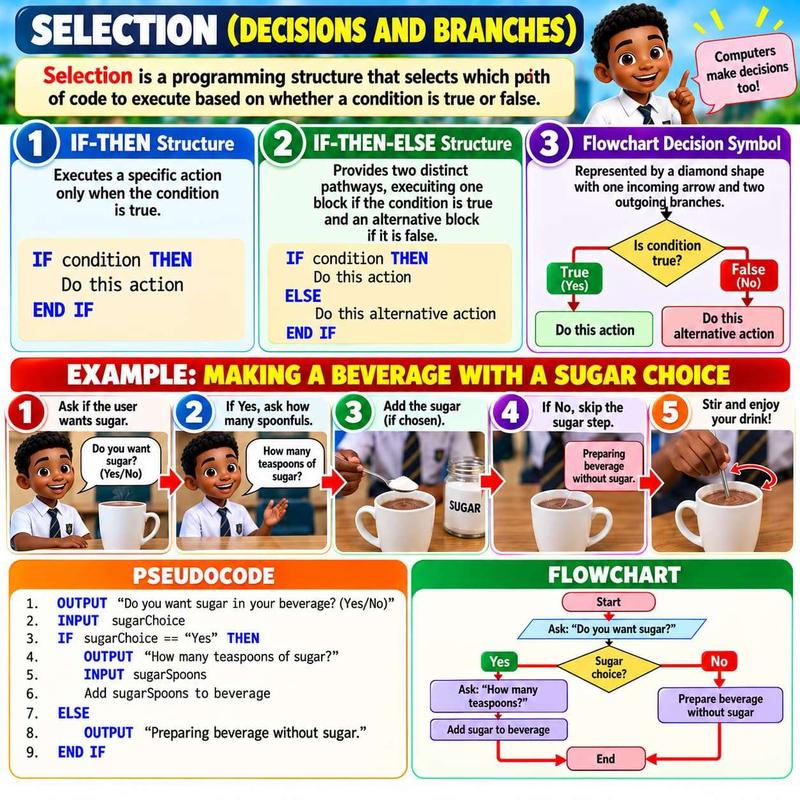 SELECTION (DECISIONS AND BRANCHES)
Selection is a programming structure that selects which path
of code to execute based on whether a condition is true or false.
Computers
make decisions
too!
1 IF-THEN Structure
Executes a specific action
only when the condition
is true.
IF condition THEN
Do this action
END IF
2 IF-THEN-ELSE Structure
Provides two distinct
pathways, execuiting one
block if the condition is true
and an alternative block
if it is false.
IF condition THEN
Do this action
ELSE
Do this alternative action
END IF
3 Flowchart Decision Symbol
Represented by a diamond shape
with one incoming arrow and two
outgoing branches.
Is condition
true?
True
(Yes)
False
(No)
Do this action
Do this
alternative action
EXAMPLE: MAKING A BEVERAGE WITH A SUGAR CHOICE
1 Ask if the user
wants sugar.
Do you want
sugar?
(Yes/No)
2 If Yes, ask how
many spoonfuls.
How many
teaspoons of
sugar?
3 Add the sugar
(if chosen).
SUGAR
4 If No, skip the
sugar step.
Preparing
beverage
without sugar.
5 Stir and enjoy
your drink!
PSEUDOCODE
1. OUTPUT “Do you want sugar in your beverage? (Yes/No)”
2. INPUT sugarChoice
3. IF sugarChoice == “Yes” THEN
4. OUTPUT “How many teaspoons of sugar?”
5. INPUT sugarSpoons
6. Add sugarSpoons to beverage
7. ELSE
8. OUTPUT “Preparing beverage without sugar.”
9. END IF
FLOWCHART
Start
Ask: “Do you want sugar?”
Sugar
choice?
Yes
No
Ask: “How many
teaspoons?”
Add sugar to beverage
Prepare beverage
without sugar
End